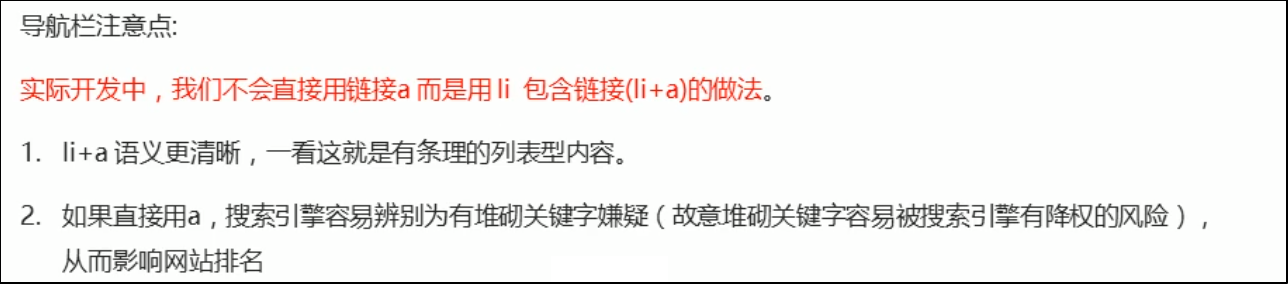 导航栏注意点:
实际开发中，我们不会直接用链接a 而是用 li 包含链接(li+a)的做法。
1. li+a 语义更清晰，一看这就是有条理的列表型内容。
2. 如果直接用a，搜索引擎容易辨别为有堆砌关键字嫌疑（故意堆砌关键字容易被搜索引擎有降权的风险），
从而影响网站排名